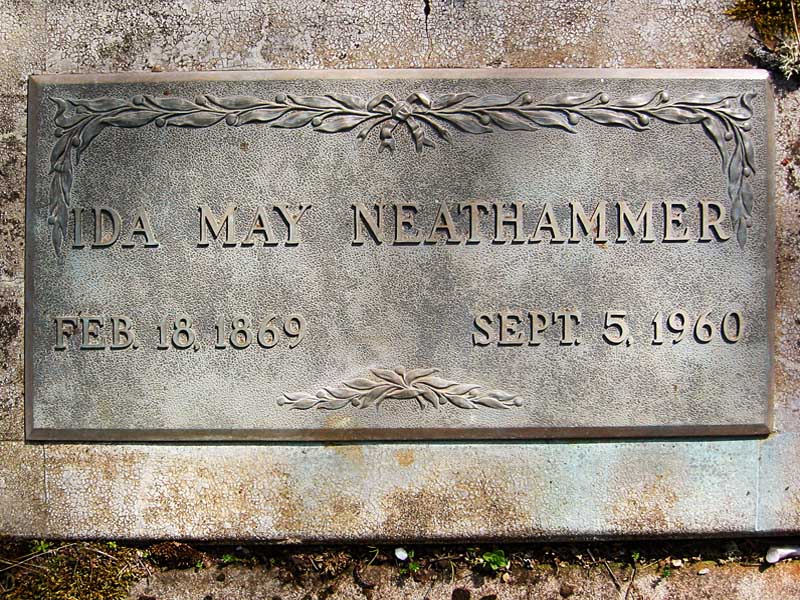 IDA MAY NEATHAMMER
FEB. 18, 1869 SEPT. 5, 1960